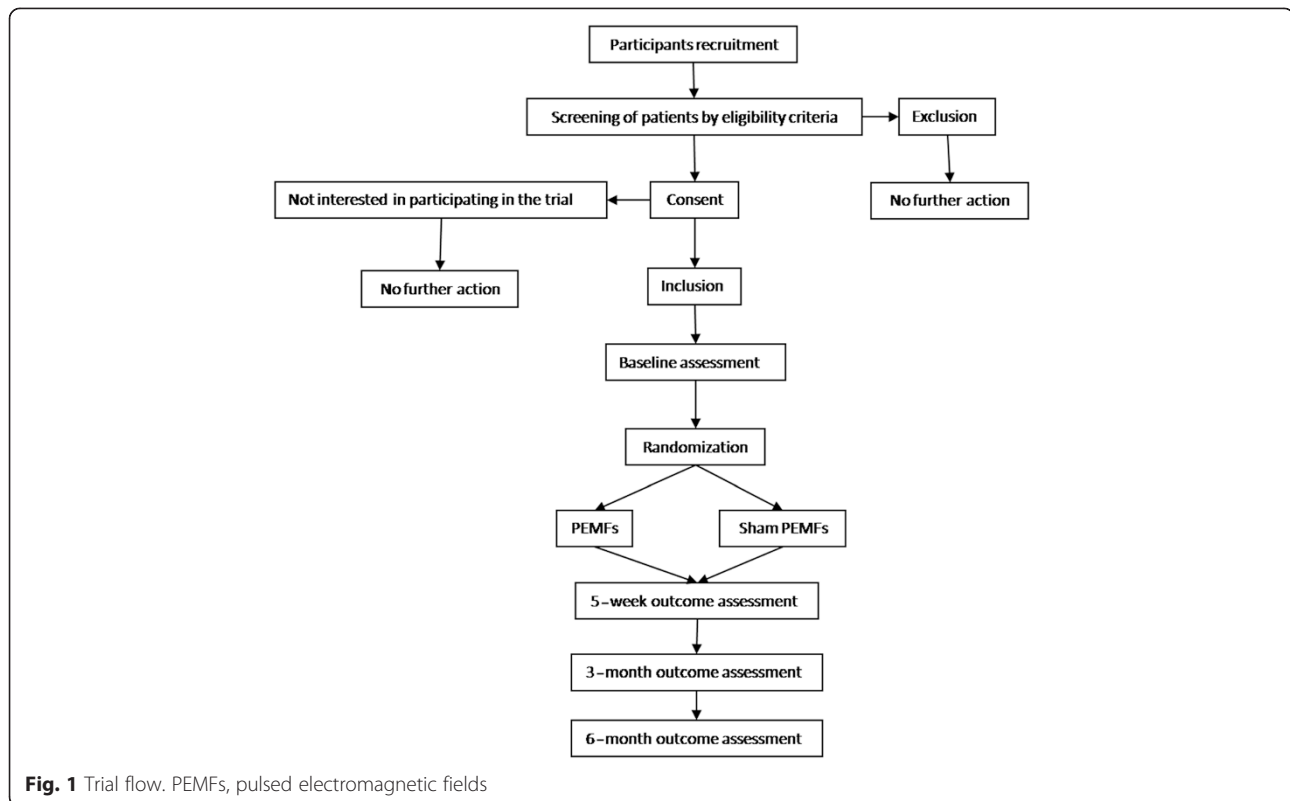 Participants recruitment
Screening of patients by eligibility criteria
Exclusion
Not interested in participating in the trial
Consent
No further action
No further action
Inclusion
Baseline assessment
Randomization
PEMFs
Sham PEMFs
5-week outcome assessment
3-month outcome assessment
6-month outcome assessment
Fig. 1 Trial flow. PEMFs, pulsed electromagnetic fields